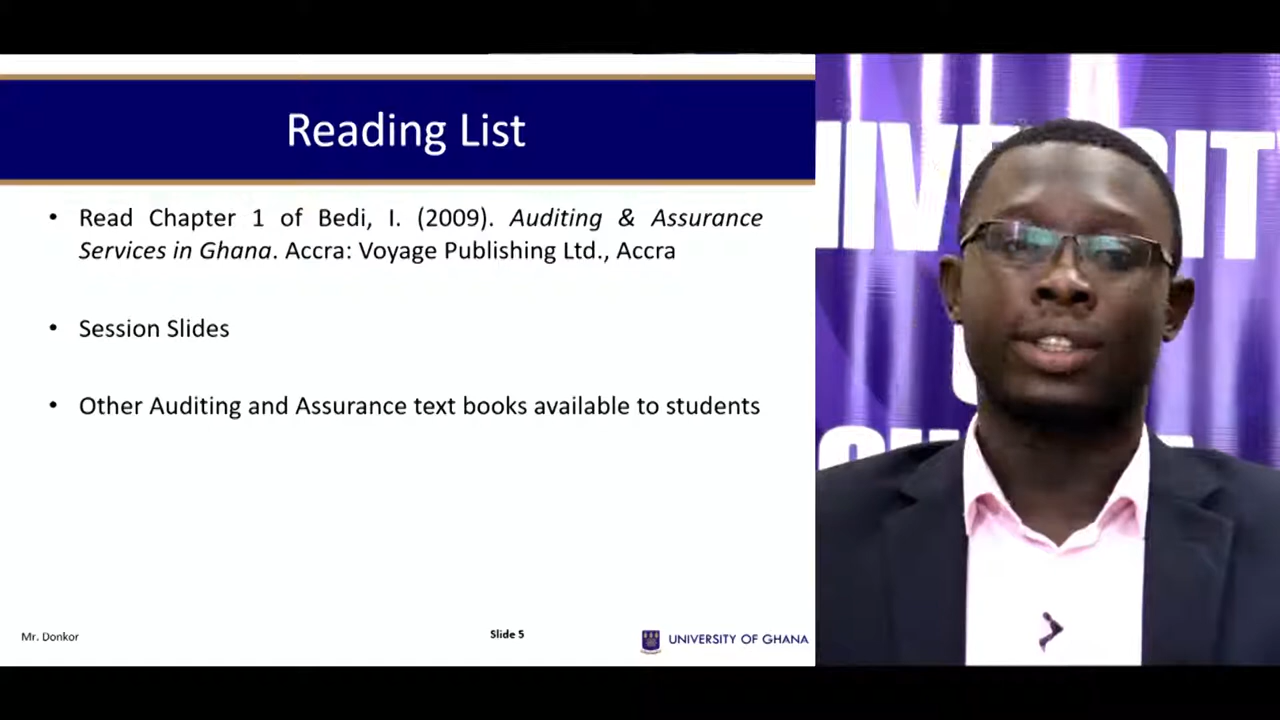 Reading List
• Read Chapter 1 of Bedi, I. (2009). Auditing & Assurance
Services in Ghana. Accra: Voyage Publishing Ltd., Accra
• Session Slides
• Other Auditing and Assurance text books available to students
Mr. Donkor
Slide 5
UNIVERSITY OF GHANA